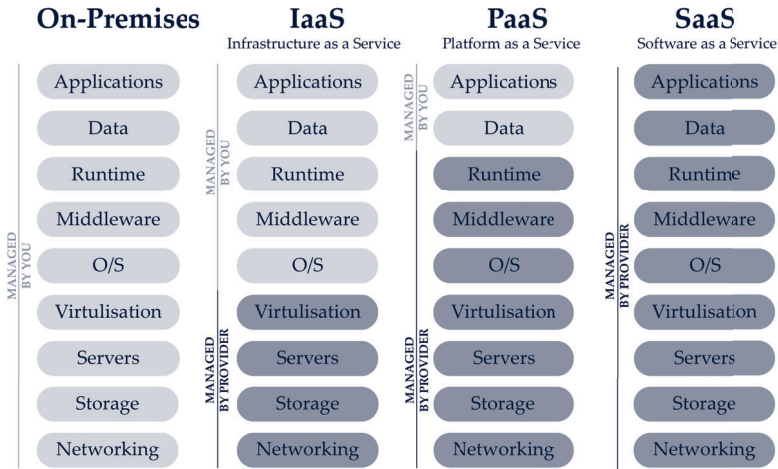 On-Premises
IaaS
Infrastructure as a Service
PaaS
Platform as a Service
SaaS
Software as a Service
MANAGED
BY YOU
Applications
Data
Runtime
Middleware
O/S
Virtulisation
Servers
Storage
Networking
MANAGED
BY YOU
MANAGED
BY PROVIDER
Applications
Data
Runtime
Middleware
O/S
Virtulisation
Servers
Storage
Networking
MANAGED
BY YOU
MANAGED
BY PROVIDER
Applications
Data
Runtime
Middleware
O/S
Virtulisation
Servers
Storage
Networking
MANAGED
BY PROVIDER
Applications
Data
Runtime
Middleware
O/S
Virtulisation
Servers
Storage
Networking